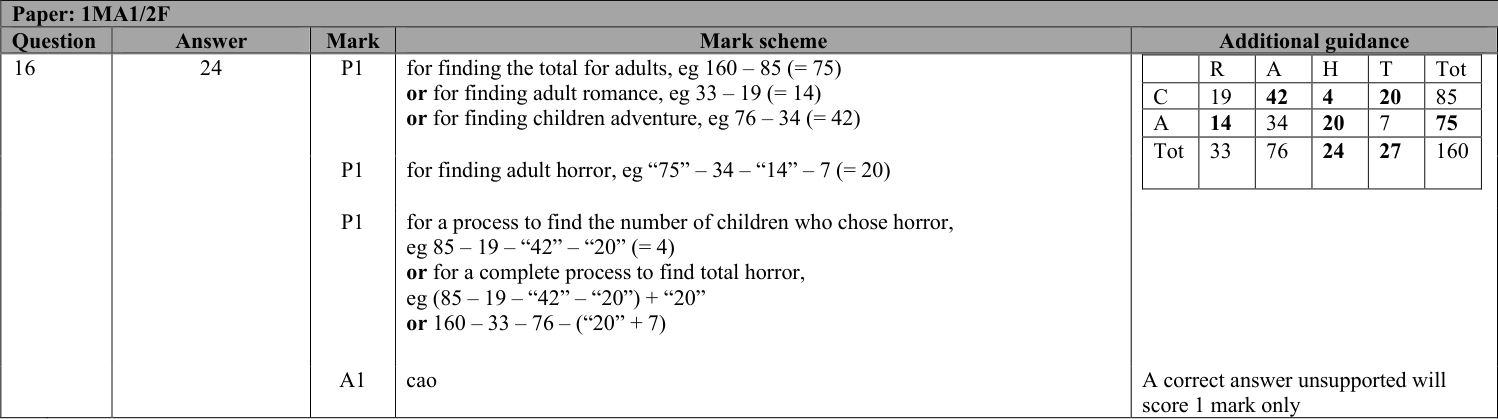 Paper: 1MA1/2F
Question Answer Mark Mark scheme Additional guidance
16 24 P1 for finding the total for adults, eg 160 – 85 (= 75)
or for finding adult romance, eg 33 – 19 (= 14)
or for finding children adventure, eg 76 – 34 (= 42)
R A H T Tot
C 19 42 4 20 85
A 14 34 20 7 75
Tot 33 76 24 27 160
P1 for finding adult horror, eg “75” – 34 – “14” – 7 (= 20)
P1 for a process to find the number of children who chose horror,
eg 85 – 19 – “42” – “20” (= 4)
or for a complete process to find total horror,
eg (85 – 19 – “42” – “20”) + “20”
or 160 – 33 – 76 – (“20” + 7)
A1 cao A correct answer unsupported will
score 1 mark only